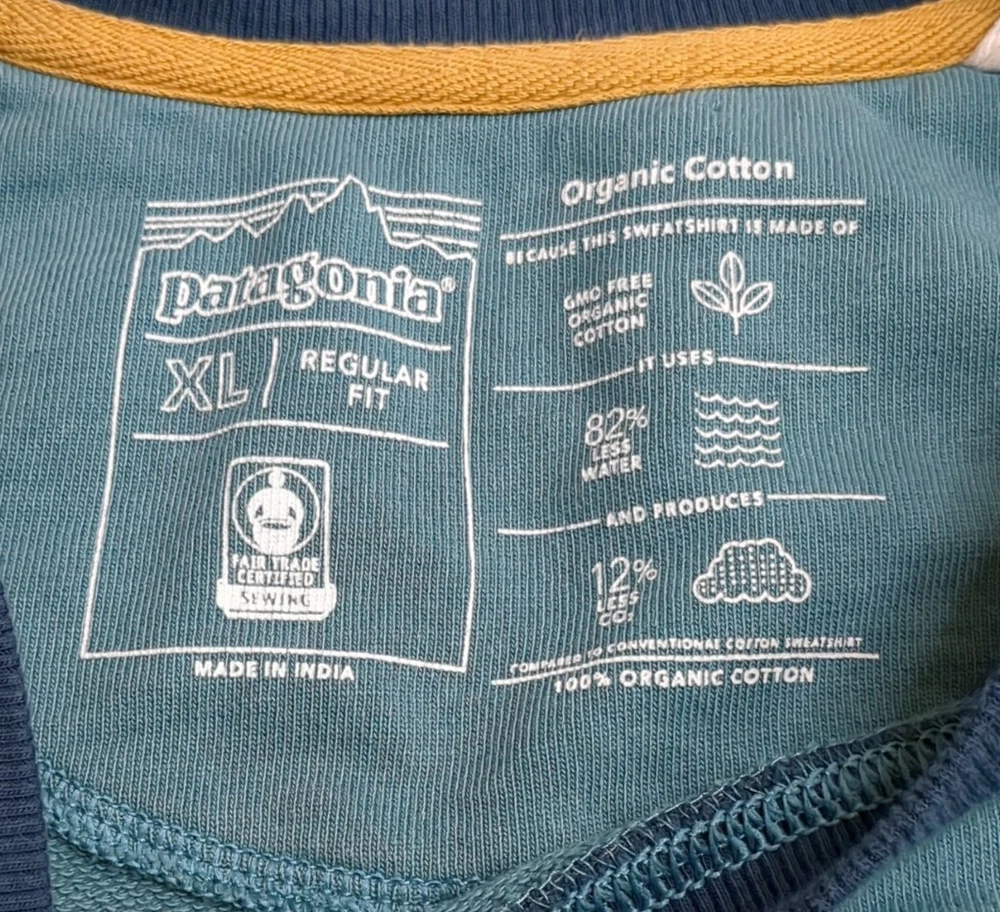 patagonia®
XL / REGULAR
FIT
FAIR TRADE
CERTIFIED
SEWING
MADE IN INDIA
Organic Cotton
BECAUSE THIS SWEATSHIRT IS MADE OF
GMO FREE
ORGANIC
COTTON
IT USES
82%
LESS
WATER
AND PRODUCES
12%
LESS
CO2
COMPARED TO CONVENTIONAL COTTON SWEATSHIRT
100% ORGANIC COTTON